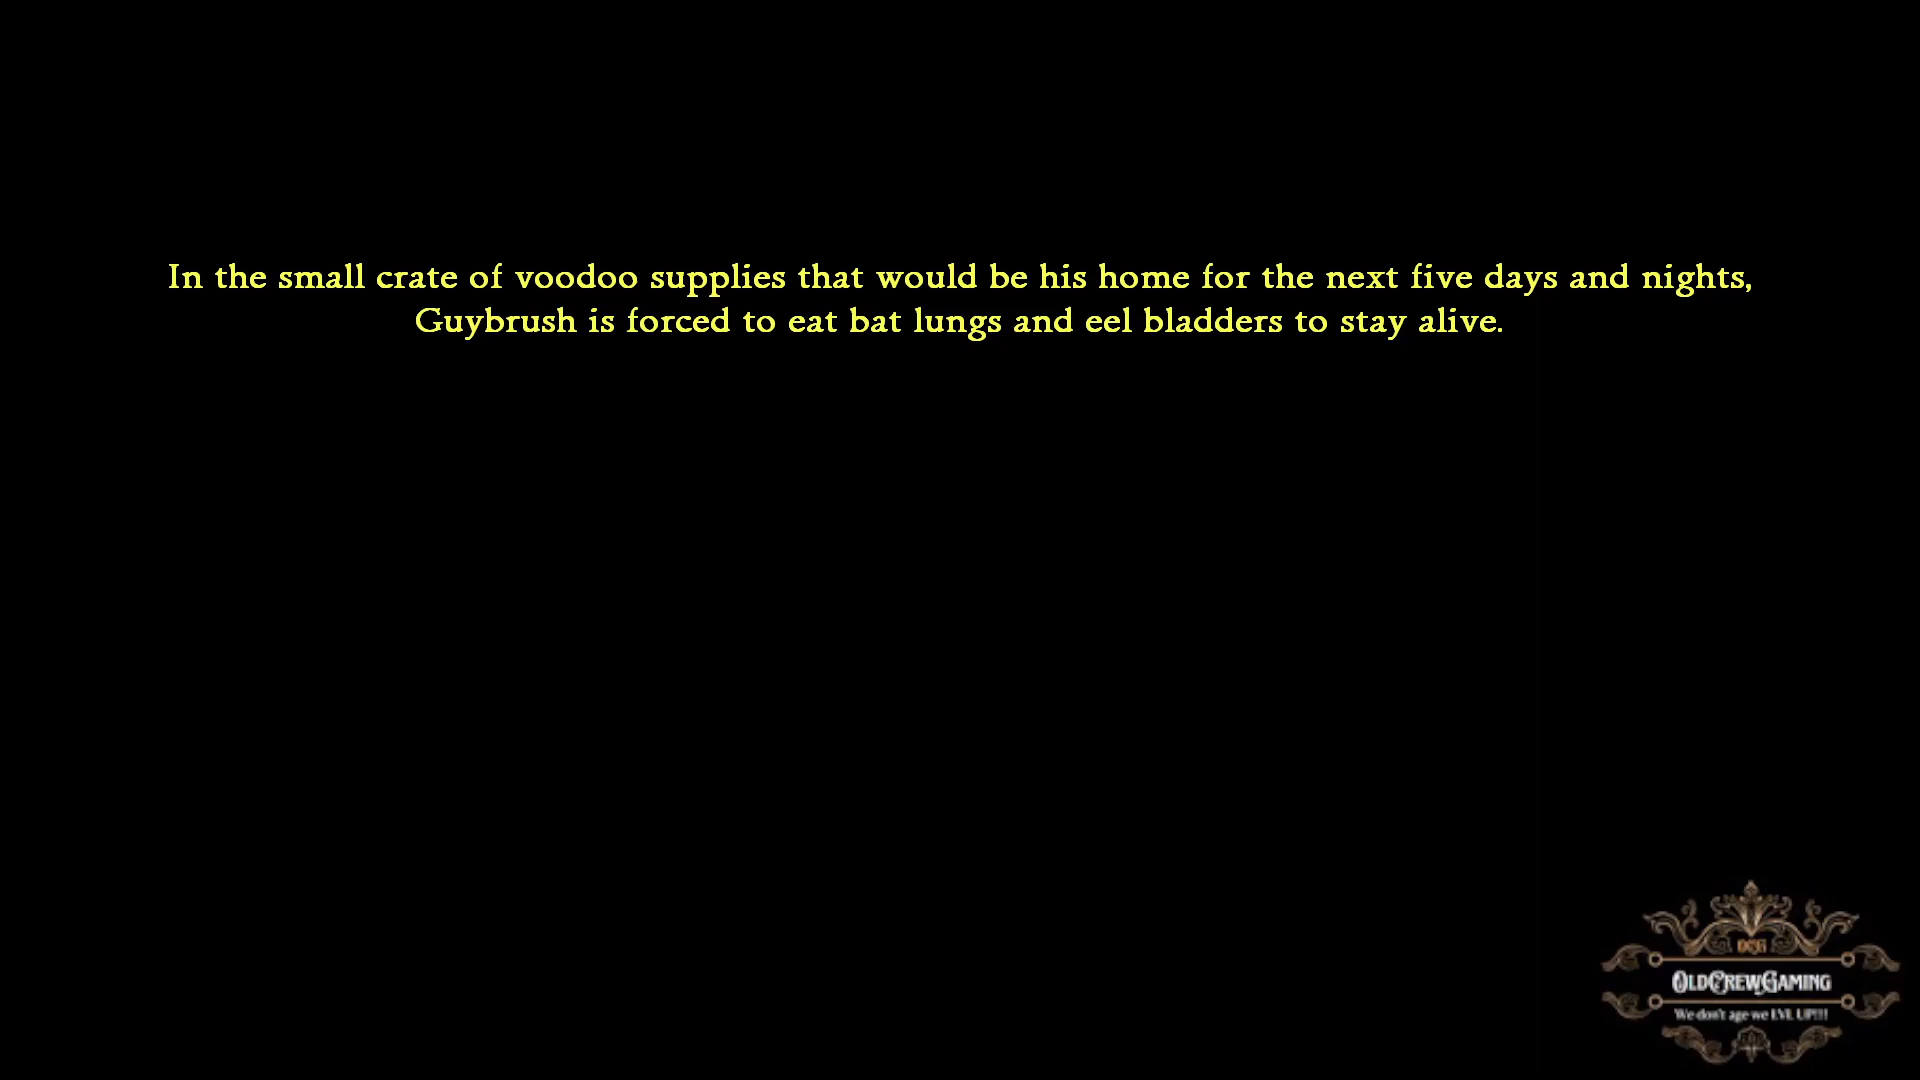 In the small crate of voodoo supplies that would be his home for the next five days and nights,
Guybrush is forced to eat bat lungs and eel bladders to stay alive.
OCG
OLDCREWGAMING
We don't age we LVL UP!!!